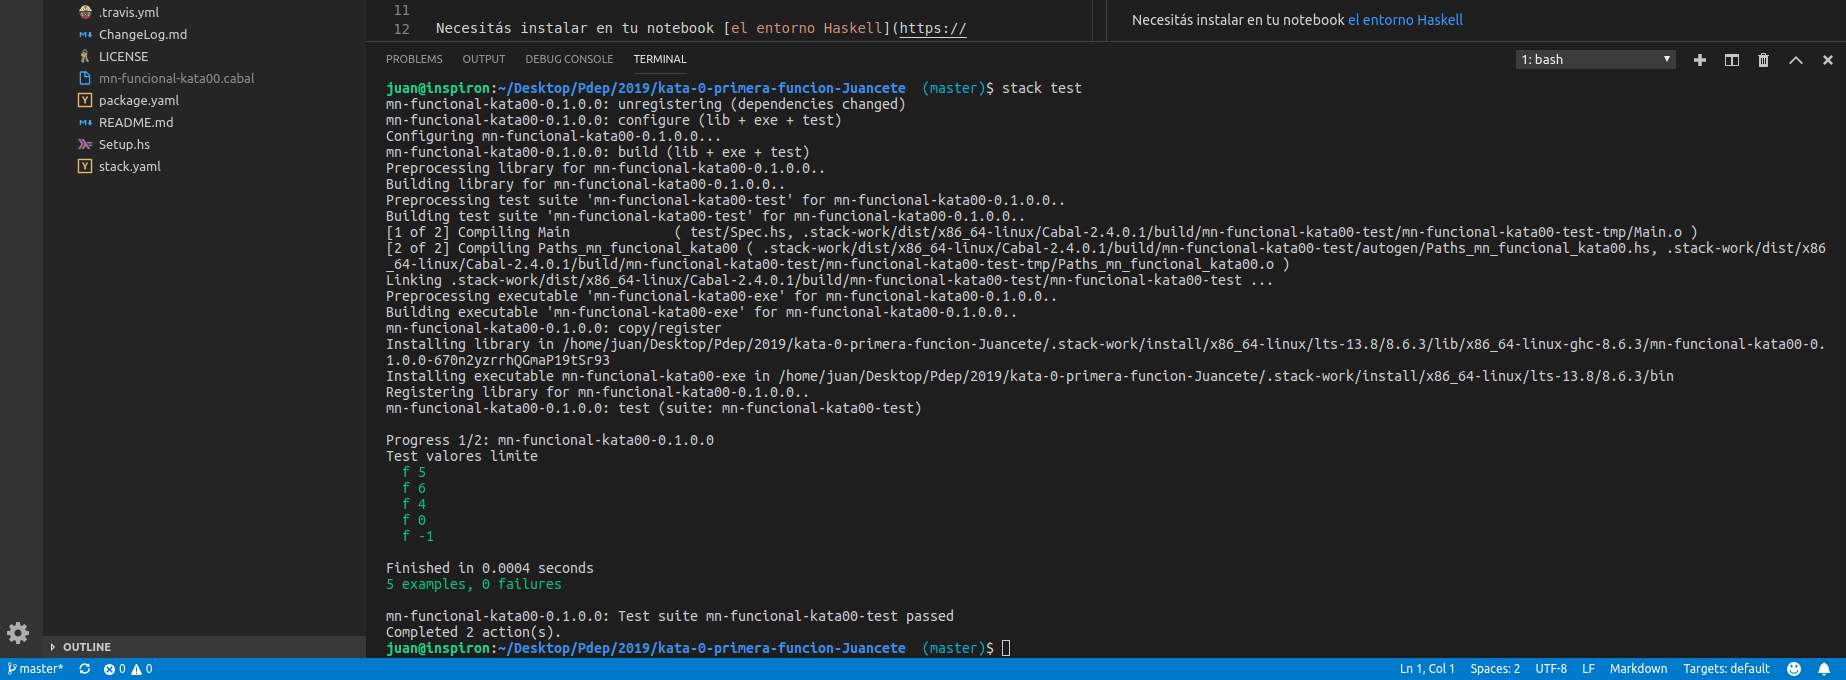 .travis.yml
ChangeLog.md
LICENSE
mn-funcional-kata00.cabal
package.yaml
README.md
Setup.hs
stack.yaml
OUTLINE
11
12 Necesitás instalar en tu notebook [el entorno Haskell](https://
Necesitás instalar en tu notebook el entorno Haskell
PROBLEMS OUTPUT DEBUG CONSOLE TERMINAL 1: bash
juan@inspiron:~/Desktop/Pdep/2019/kata-0-primera-funcion-Juancete (master)$ stack test
mn-funcional-kata00-0.1.0.0: unregistering (dependencies changed)
mn-funcional-kata00-0.1.0.0: configure (lib + exe + test)
Configuring mn-funcional-kata00-0.1.0.0...
mn-funcional-kata00-0.1.0.0: build (lib + exe + test)
Preprocessing library for mn-funcional-kata00-0.1.0.0..
Building library for mn-funcional-kata00-0.1.0.0..
Preprocessing test suite 'mn-funcional-kata00-test' for mn-funcional-kata00-0.1.0.0..
Building test suite 'mn-funcional-kata00-test' for mn-funcional-kata00-0.1.0.0..
[1 of 2] Compiling Main             ( test/Spec.hs, .stack-work/dist/x86_64-linux/Cabal-2.4.0.1/build/mn-funcional-kata00-test/mn-funcional-kata00-test-tmp/Main.o )
[2 of 2] Compiling Paths_mn_funcional_kata00 ( .stack-work/dist/x86_64-linux/Cabal-2.4.0.1/build/mn-funcional-kata00-test/autogen/Paths_mn_funcional_kata00.hs, .stack-work/dist/x86
_64-linux/Cabal-2.4.0.1/build/mn-funcional-kata00-test/mn-funcional-kata00-test-tmp/Paths_mn_funcional_kata00.o )
Linking .stack-work/dist/x86_64-linux/Cabal-2.4.0.1/build/mn-funcional-kata00-test/mn-funcional-kata00-test ...
Preprocessing executable 'mn-funcional-kata00-exe' for mn-funcional-kata00-0.1.0.0..
Building executable 'mn-funcional-kata00-exe' for mn-funcional-kata00-0.1.0.0..
mn-funcional-kata00-0.1.0.0: copy/register
Installing library in /home/juan/Desktop/Pdep/2019/kata-0-primera-funcion-Juancete/.stack-work/install/x86_64-linux/lts-13.8/8.6.3/lib/x86_64-linux-ghc-8.6.3/mn-funcional-kata00-0.
1.0.0-670n2yzrrhQGmaP19tSr93
Installing executable mn-funcional-kata00-exe in /home/juan/Desktop/Pdep/2019/kata-0-primera-funcion-Juancete/.stack-work/install/x86_64-linux/lts-13.8/8.6.3/bin
Registering library for mn-funcional-kata00-0.1.0.0..
mn-funcional-kata00-0.1.0.0: test (suite: mn-funcional-kata00-test)
Progress 1/2: mn-funcional-kata00-0.1.0.0
Test valores limite
f 5
f 6
f 4
f 0
f -1
Finished in 0.0004 seconds
5 examples, 0 failures
mn-funcional-kata00-0.1.0.0: Test suite mn-funcional-kata00-test passed
Completed 2 action(s).
juan@inspiron:~/Desktop/Pdep/2019/kata-0-primera-funcion-Juancete (master)$
master* 0 0 Ln 1, Col 1 Spaces: 2 UTF-8 LF Markdown Targets: default